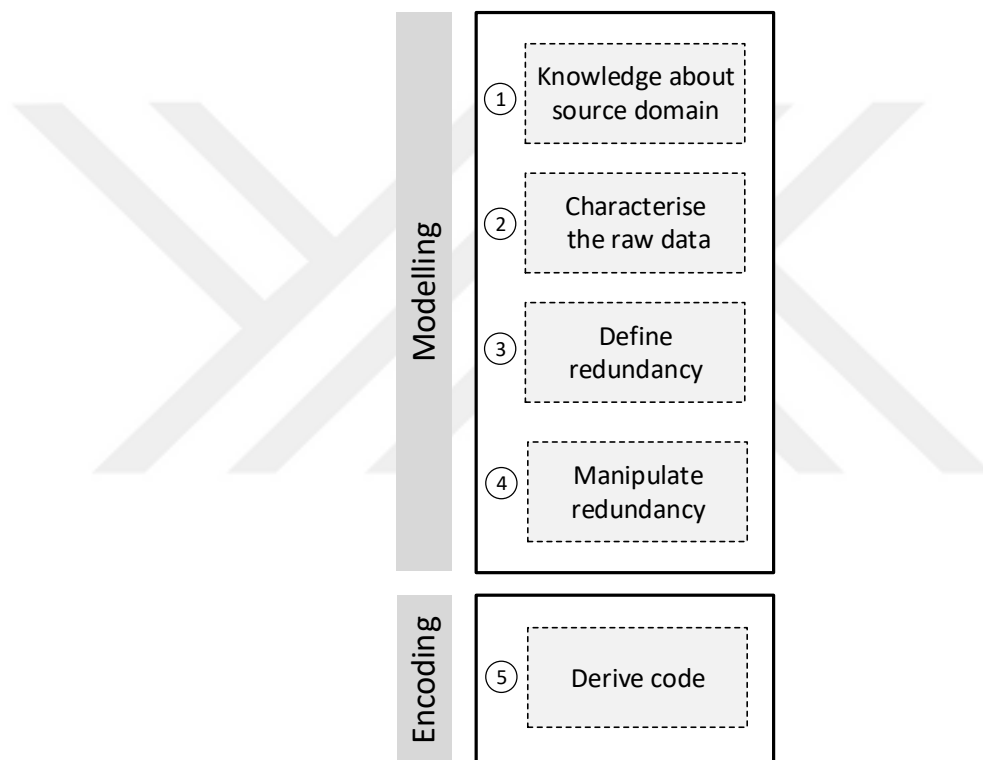 Modelling
1
Knowledge about
source domain
2
Characterise
the raw data
3
Define
redundancy
4
Manipulate
redundancy
Encoding
5
Derive code